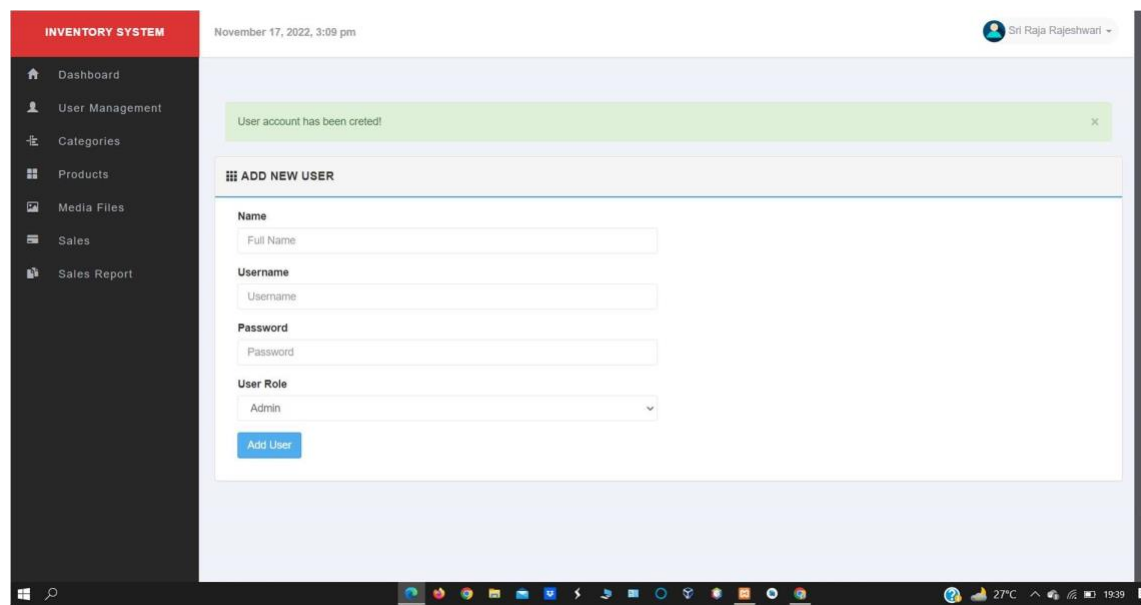 INVENTORY SYSTEM
November 17, 2022, 3:09 pm
Sri Raja Rajeshwari
Dashboard
User Management
Categories
Products
Media Files
Sales
Sales Report
User account has been creted!
×
ADD NEW USER
Name
Full Name
Username
Username
Password
Password
User Role
Admin
Add User
27°C
1939